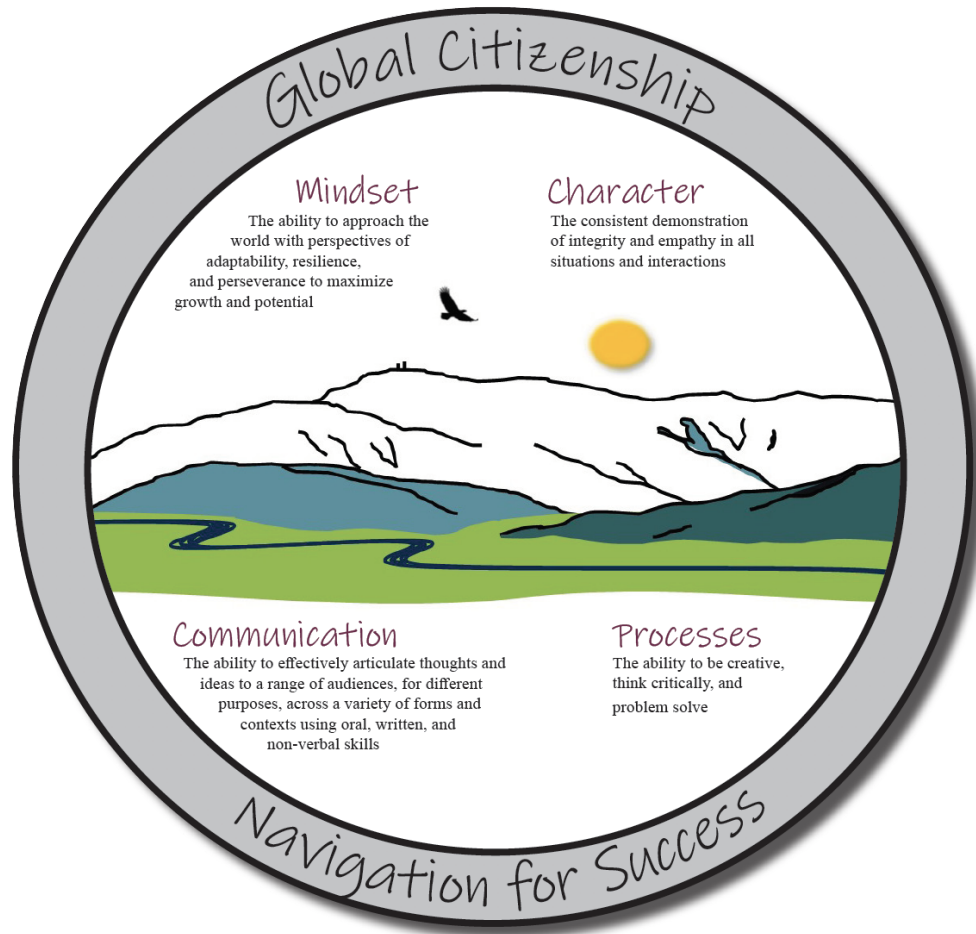 Global Citizenship
Mindset
The ability to approach the
world with perspectives of
adaptability, resilience,
and perseverance to maximize
growth and potential
Character
The consistent demonstration
of integrity and empathy in all
situations and interactions
Communication
The ability to effectively articulate thoughts and
ideas to a range of audiences, for different
purposes, across a variety of forms and
contexts using oral, written, and
non-verbal skills
Processes
The ability to be creative,
think critically, and
problem solve
Navigation for Success